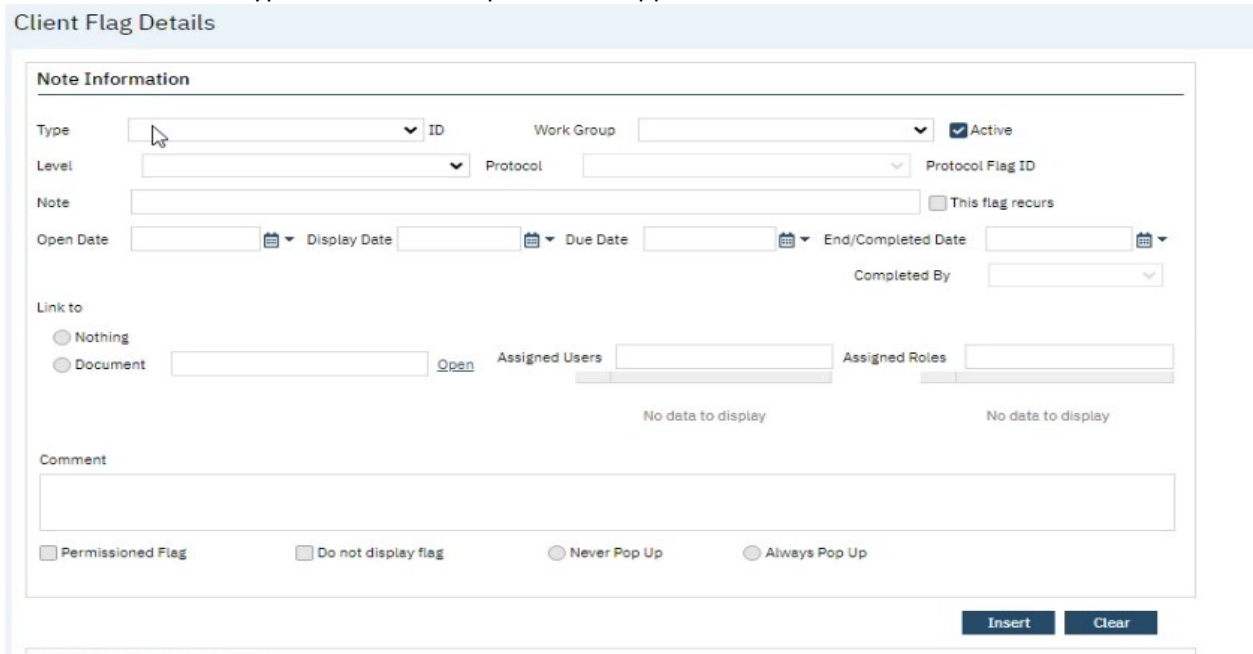 Client Flag Details
Note Information
Type ID Work Group Active
Level Protocol Protocol Flag ID
Note This flag recurs
Open Date Display Date Due Date End/Completed Date
Completed By
Link to
Nothing
Document Open Assigned Users Assigned Roles
No data to display No data to display
Comment
Permissioned Flag Do not display flag Never Pop Up Always Pop Up
Insert Clear